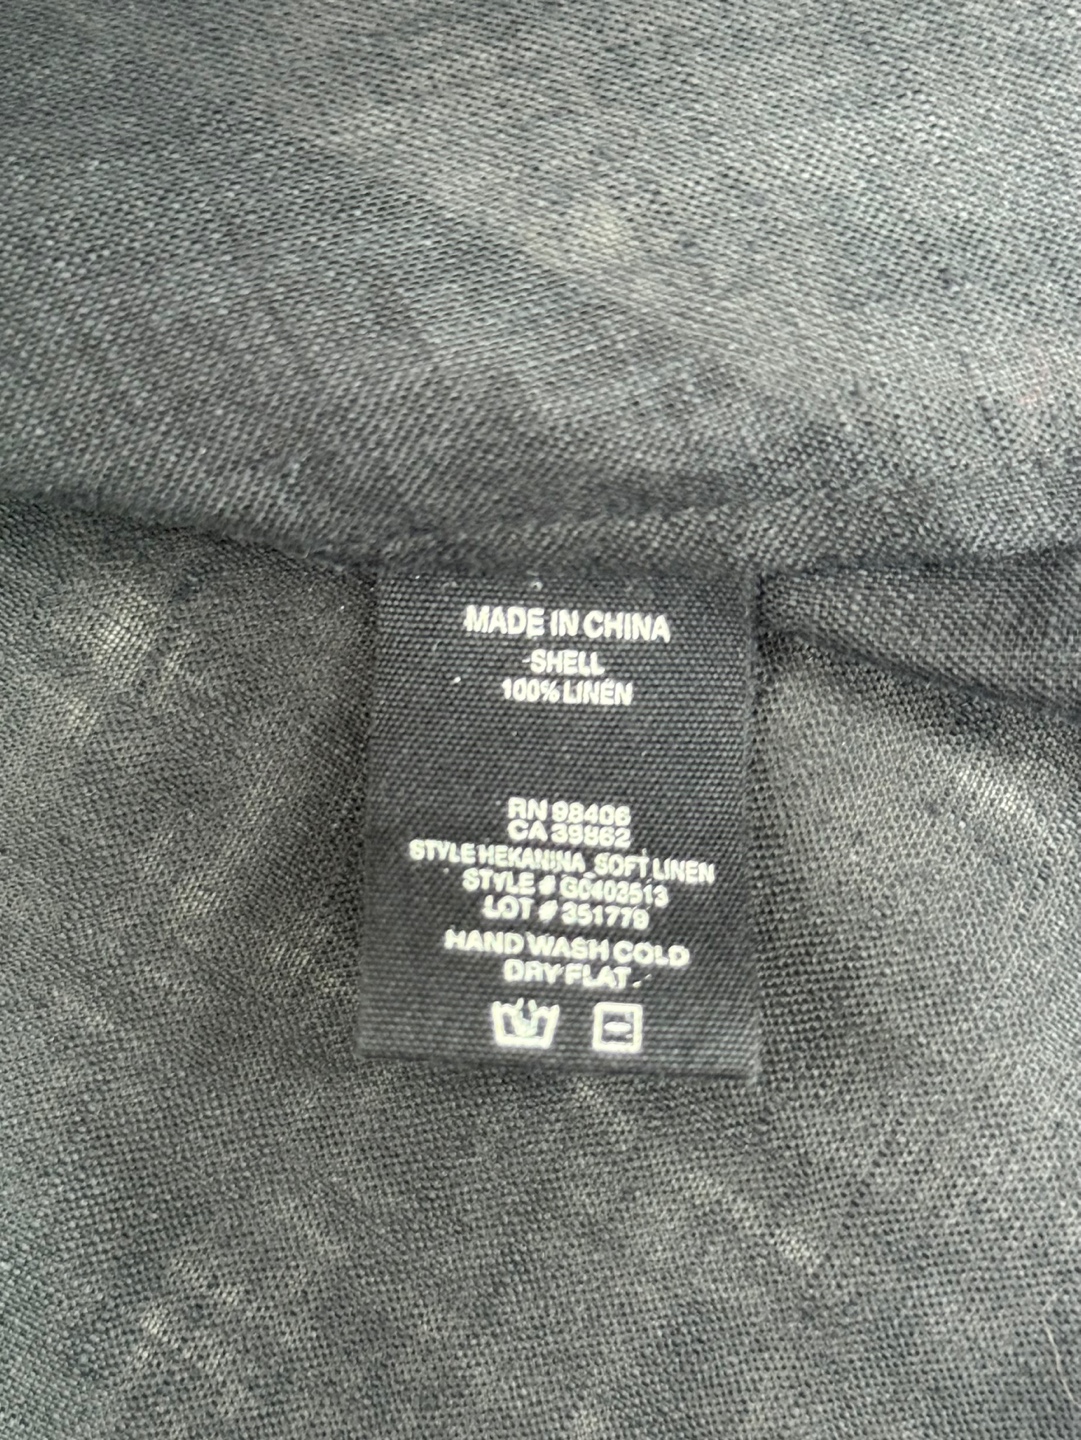 MADE IN CHINA
-SHELL
100% LINEN
RN 98406
CA 39862
STYLE HEKANINA_SOFT LINEN
STYLE # G0403513
LOT # 351779
HAND WASH COLD
DRY FLAT